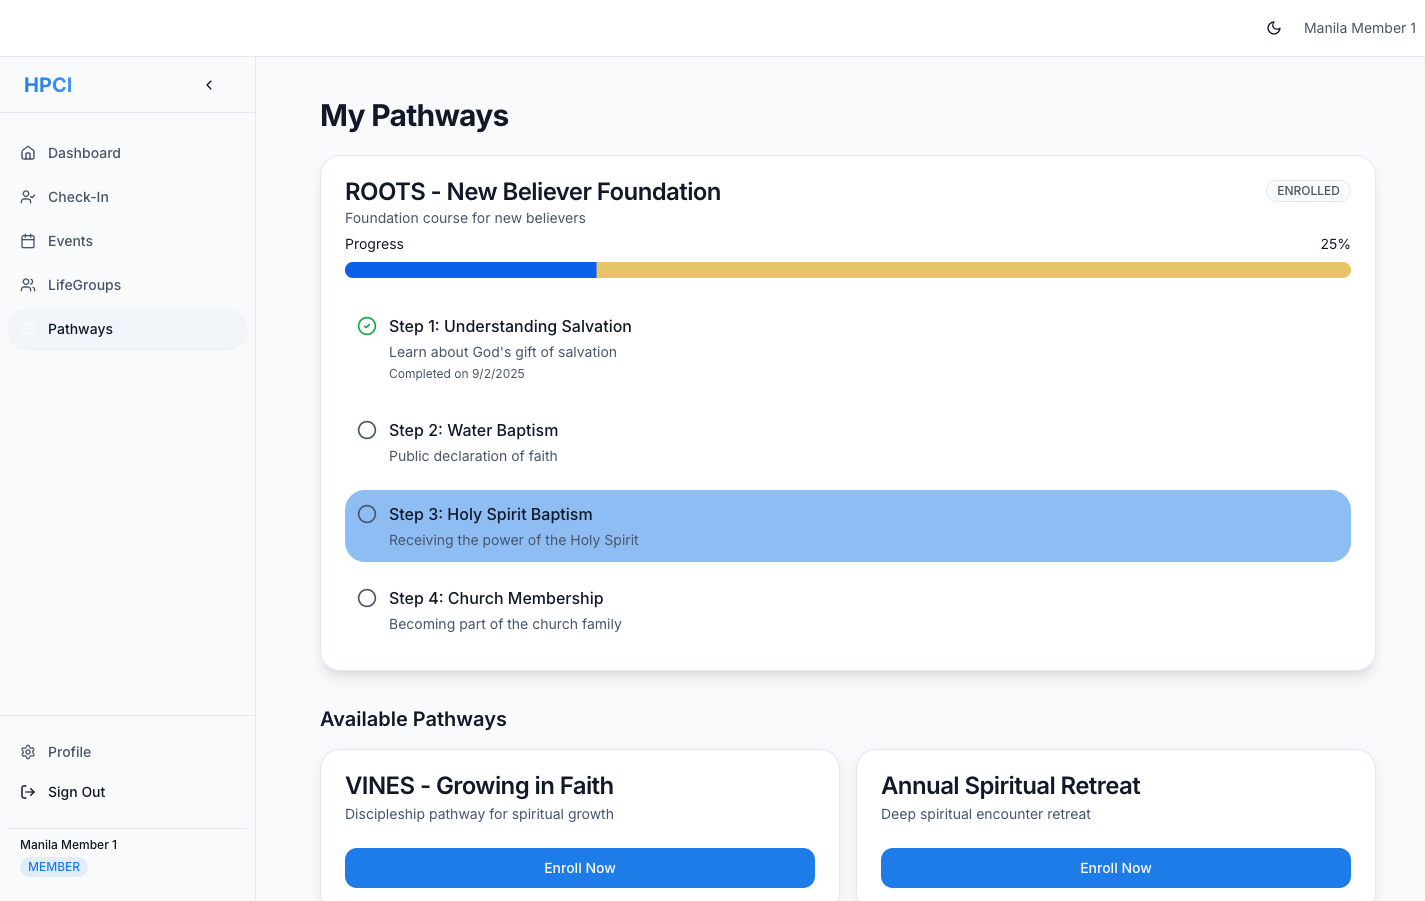 Manila Member 1
HPCI
Dashboard
Check-In
Events
LifeGroups
Pathways
Profile
Sign Out
Manila Member 1
MEMBER
My Pathways
ROOTS - New Believer Foundation
ENROLLED
Foundation course for new believers
Progress
25%
Step 1: Understanding Salvation
Learn about God's gift of salvation
Completed on 9/2/2025
Step 2: Water Baptism
Public declaration of faith
Step 3: Holy Spirit Baptism
Receiving the power of the Holy Spirit
Step 4: Church Membership
Becoming part of the church family
Available Pathways
VINES - Growing in Faith
Discipleship pathway for spiritual growth
Enroll Now
Annual Spiritual Retreat
Deep spiritual encounter retreat
Enroll Now